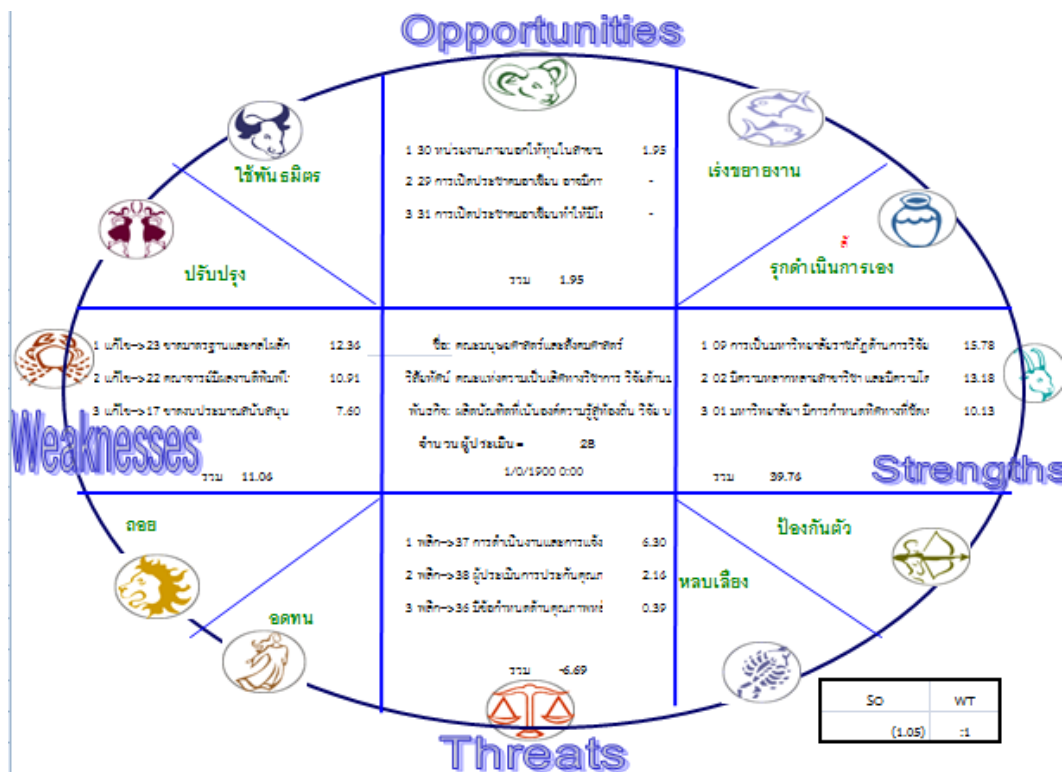 Opportunities
ใช้พันธมิตร
1 30 หน่วยงานภายนอกให้ทุนในสาขาน 1.95
เร่งขยายงาน
2 29 การเปิดประชาคมอาเซียน อาจมีกา -
3 31 การเปิดประชาคมอาเซียนทำให้มีโ -
ปรับปรุง
รุกดำเนินการเอง
รวม 1.95
1 แก้ไข-->23 ขาดมาตรฐานและกลไกผลัก 12.36
ชื่อ: คณะมนุษยศาสตร์และสังคมศาสตร์
1 09 การเป็นมหาวิทยาลัยราชภัฏด้านการวิจัย 15.78
2 แก้ไข-->22 คณาจารย์มีผลงานตีพิมพ์ 10.91
วิสัยทัศน์ คณะแห่งความเป็นเลิศทางวิชาการ วิจัยด้าน
2 02 มีความหลากหลายสาขาวิชา และมีความ 13.18
3 แก้ไข-->17 ขาดงบประมาณสนับสนุน 7.60
พันธกิจ: ผลิตบัณฑิตที่เน้นองค์ความรู้สู่ท้องถิ่น วิจัย บ
3 01 มหาวิทยาลัยฯ มีการกำหนดทิศทางที่ชัดเ 10.13
Weaknesses
จำนวนผู้ประเมิน = 28
1/0/1900 0:00
Strengths
รวม 11.06
รวม 39.76
ถอย
ป้องกันตัว
1 พลิก-->37 การดำเนินงานและการแจ้ง 6.30
2 พลิก-->38 ผู้ประเมินการประกันคุณภ 2.16
หลบเลี่ยง
3 พลิก-->36 มีข้อกำหนดด้านคุณภาพ 0.39
อดทน
รวม -6.69
SO WT
(1.05) :1
Threats